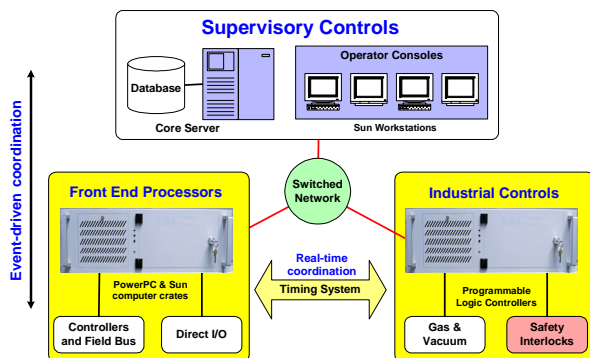 Supervisory Controls
Operator Consoles
Database
Core Server
Sun Workstations
Event-driven coordination
Switched
Network
Front End Processors
PowerPC & Sun
computer crates
Controllers
and Field Bus
Direct I/O
Real-time
coordination
Timing System
Industrial Controls
Programmable
Logic Controllers
Gas &
Vacuum
Safety
Interlocks